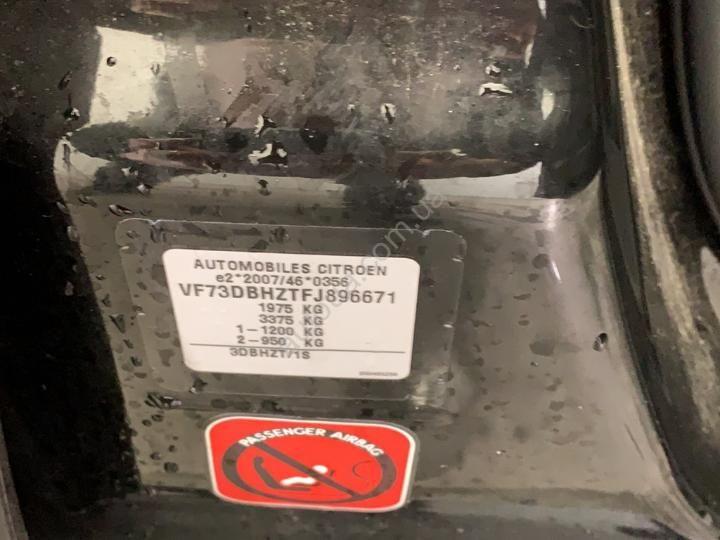 AUTOMOBILES CITROEN
e2*2007/46*0356
VF73DBHZTFJ896671
1975 KG
3375 KG
1-1200 KG
2-950 KG
3DBHZT/1S
PASSENGER AIRBAG